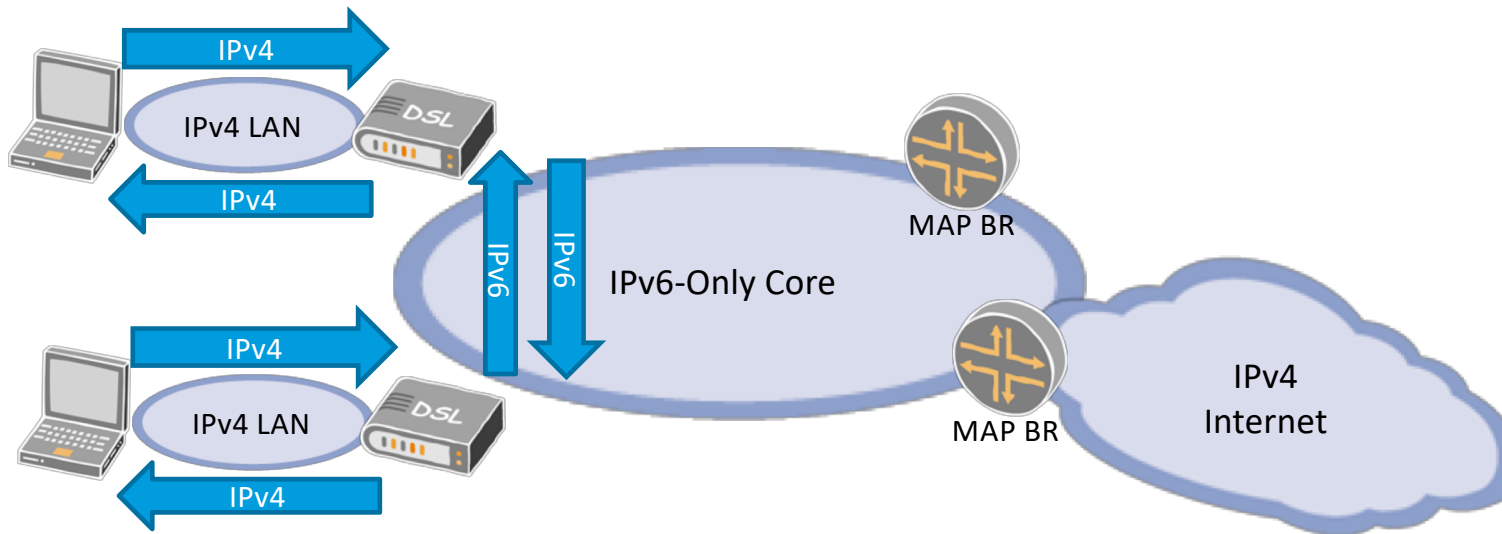 IPv4
IPv4 LAN
DSL
IPv4
IPv6
IPv6
MAP BR
IPv6-Only Core
IPv4
IPv4 LAN
DSL
IPv4
MAP BR
IPv4
Internet